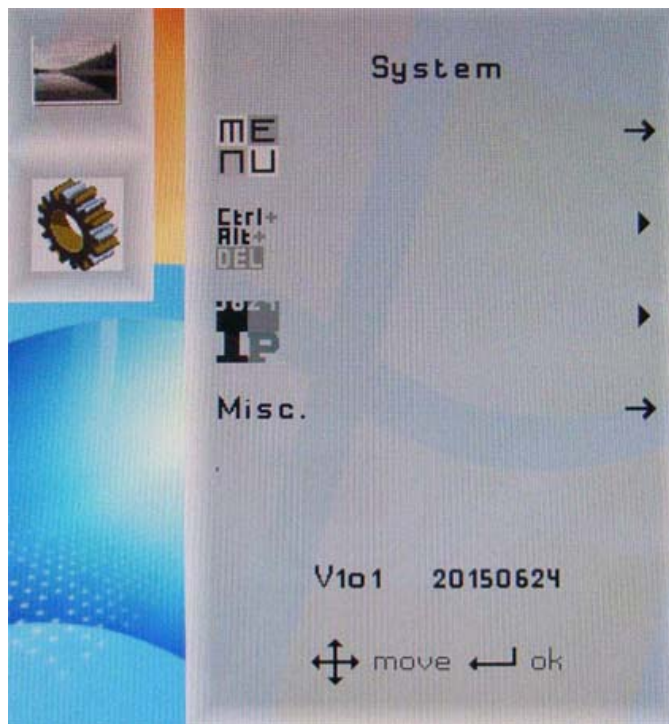 System
ME
NU
Ctrl+
Alt+
DEL
IP
Misc.
V1o1 20150624
move ok